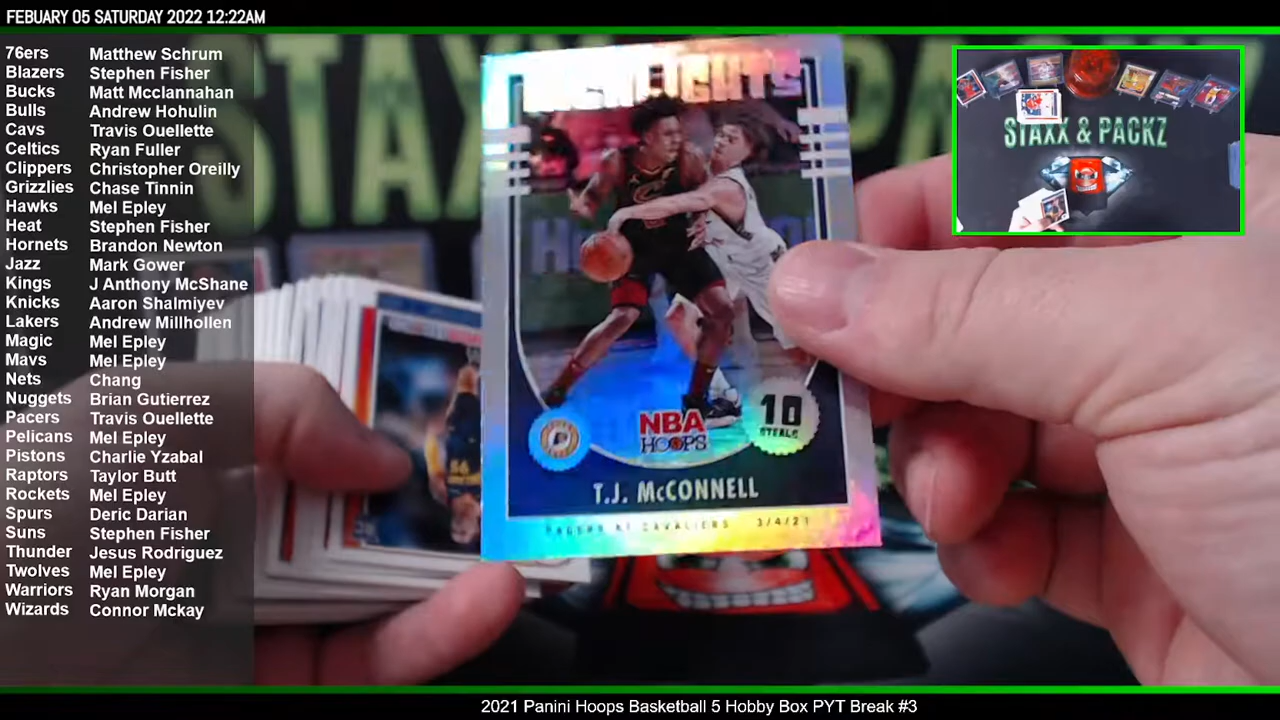 FEBUARY 05 SATURDAY 2022 12:22AM
76ers Matthew Schrum
Blazers Stephen Fisher
Bucks Matt Mcclannahan
Bulls Andrew Hohulin
Cavs Travis Ouellette
Celtics Ryan Fuller
Clippers Christopher Oreilly
Grizzlies Chase Tinnin
Hawks Mel Epley
Heat Stephen Fisher
Hornets Brandon Newton
Jazz Mark Gower
Kings J Anthony McShane
Knicks Aaron Shalmiyev
Lakers Andrew Millhollen
Magic Mel Epley
Mavs Mel Epley
Nets Chang
Nuggets Brian Gutierrez
Pacers Travis Ouellette
Pelicans Mel Epley
Pistons Charlie Yzabal
Raptors Taylor Butt
Rockets Mel Epley
Spurs Deric Darian
Suns Stephen Fisher
Thunder Jesus Rodriguez
Twolves Mel Epley
Warriors Ryan Morgan
Wizards Connor Mckay
HIGHLIGHTS
NBA
HOOPS
10
STEALS
T.J. McCONNELL
PACERS AT CAVALIERS 3/4/21
STAXX & PACKZ
2021 Panini Hoops Basketball 5 Hobby Box PYT Break #3